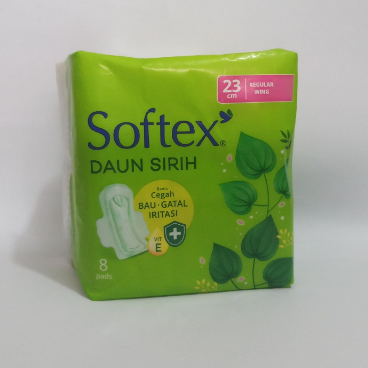 23
cm
REGULAR
WING
Softex®
DAUN SIRIH
Bantu
Cegah
BAU • GATAL
IRITASI
VIT
E
8
pads